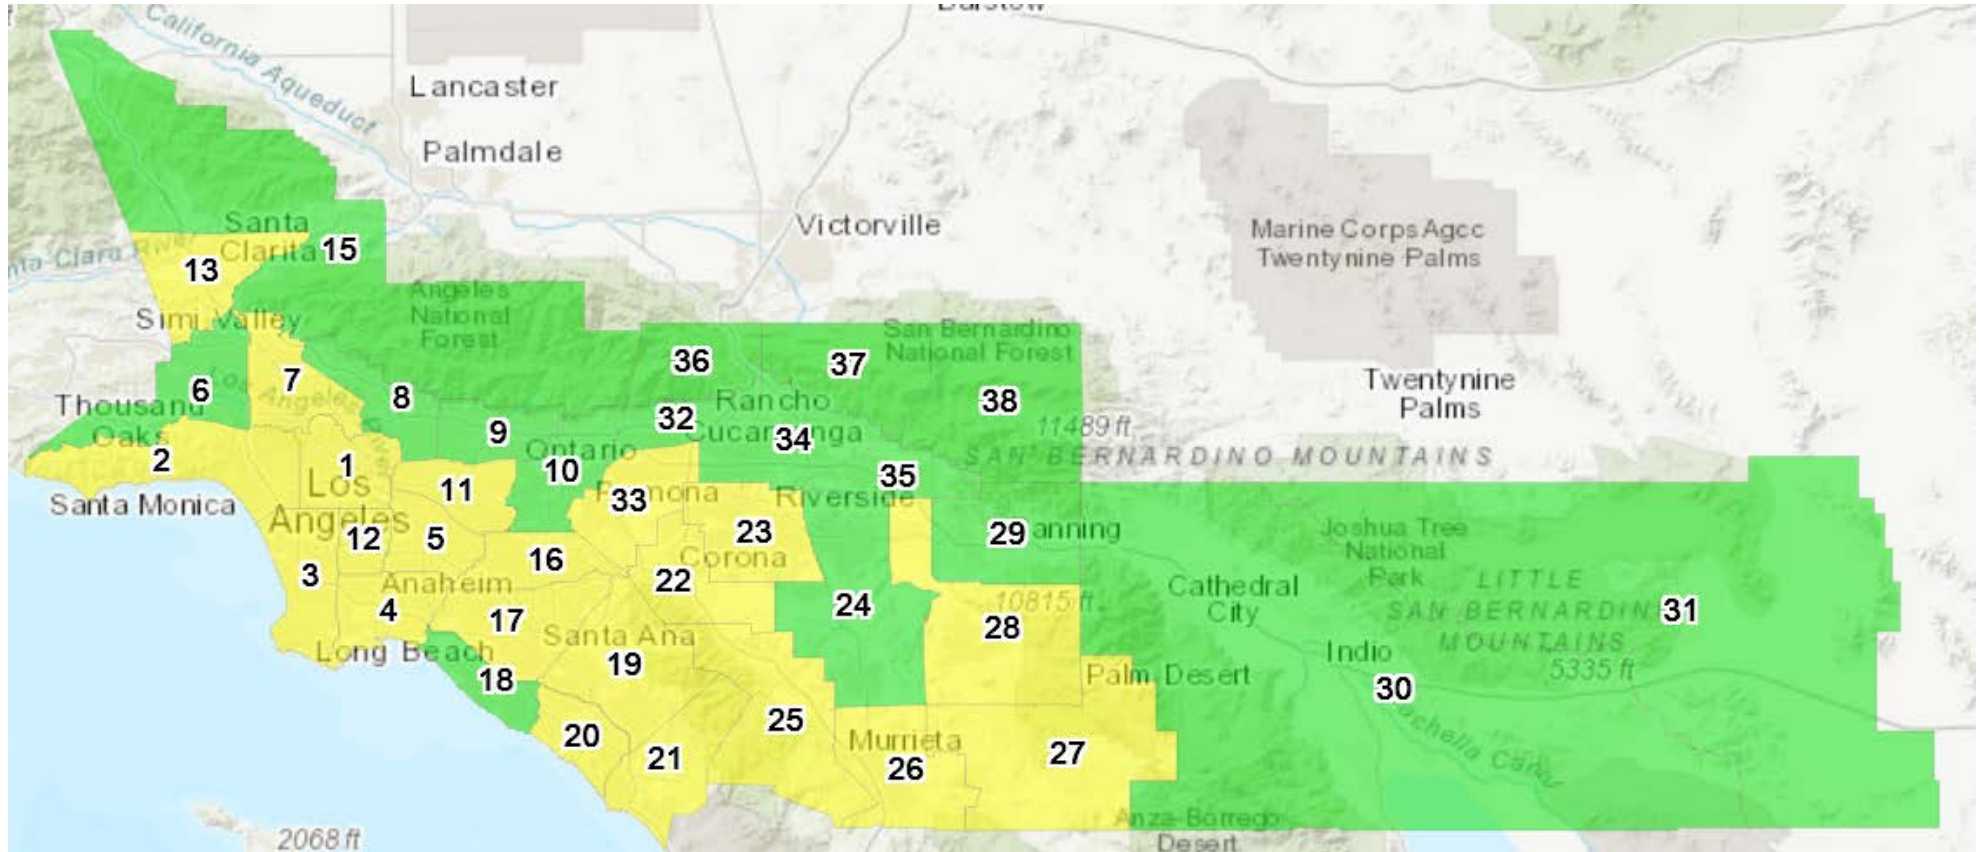 California Aqueduct
Lancaster
Palmdale
Victorville
Marine Corps Agcc
Twentynine Palms
Santa
Clarita
15
13
Simi Valley
Angeles
National
Forest
San Bernardino
National Forest
36
37
38
Twentynine
Palms
7
6
8
Los Angeles
Thousand
Oaks
Rancho
Cucamonga
32
34
9
11489 ft
SAN BERNARDINO MOUNTAINS
2
1
Ontario
10
35
Santa Monica
Los
Angeles
11
Pomona
33
Riverside
12
5
23
29
anning
Joshua Tree
National
Park
3
16
Corona
22
Anaheim
Cathedral
City
LITTLE
SAN BERNARDIN
MOUNTAINS
31
4
17
24
10815 ft
28
Long Beach
Santa Ana
19
18
Indio
5335 ft
Palm Desert
30
20
21
25
Murrieta
26
27
Anza-Borrego
Desert
2068 ft